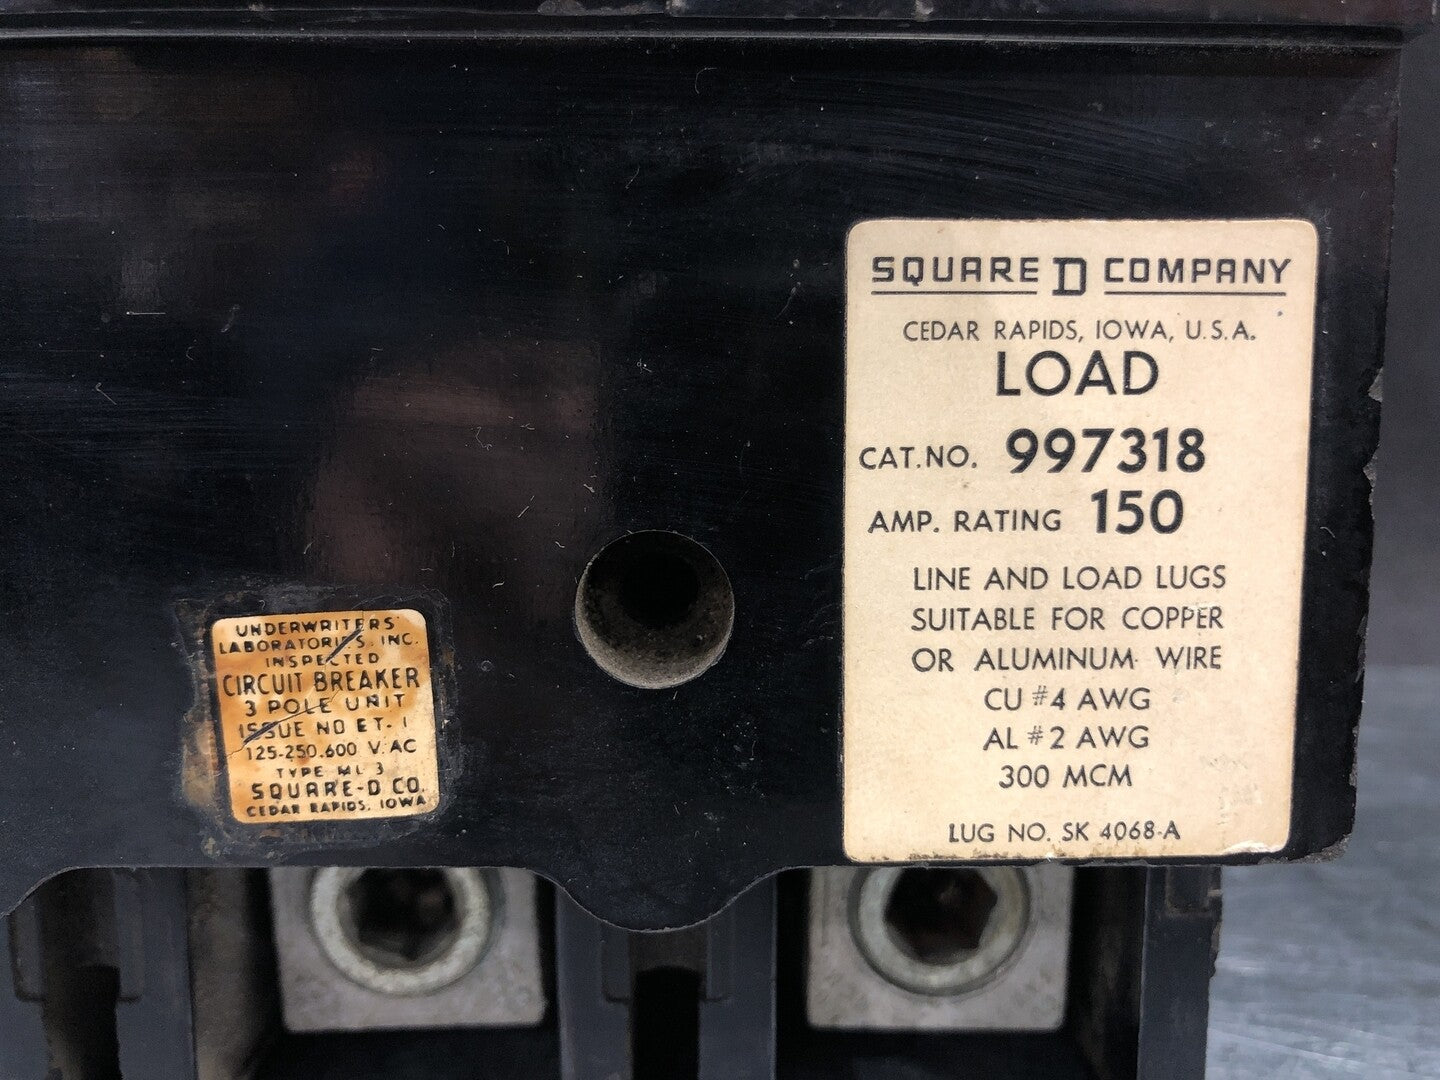 SQUARE D COMPANY
CEDAR RAPIDS, IOWA, U.S.A.
LOAD
CAT.NO. 997318
AMP. RATING 150
LINE AND LOAD LUGS
SUITABLE FOR COPPER
OR ALUMINUM WIRE
CU #4 AWG
AL #2 AWG
300 MCM
LUG NO. SK 4068-A
UNDERWRITERS'
LABORATORIES, INC.
INSPECTED
CIRCUIT BREAKER
3 POLE UNIT
ISSUE NO ET. 1
125-250.600 V. AC
TYPE ML 3
SQUARE-D CO.
CEDAR RAPIDS, IOWA